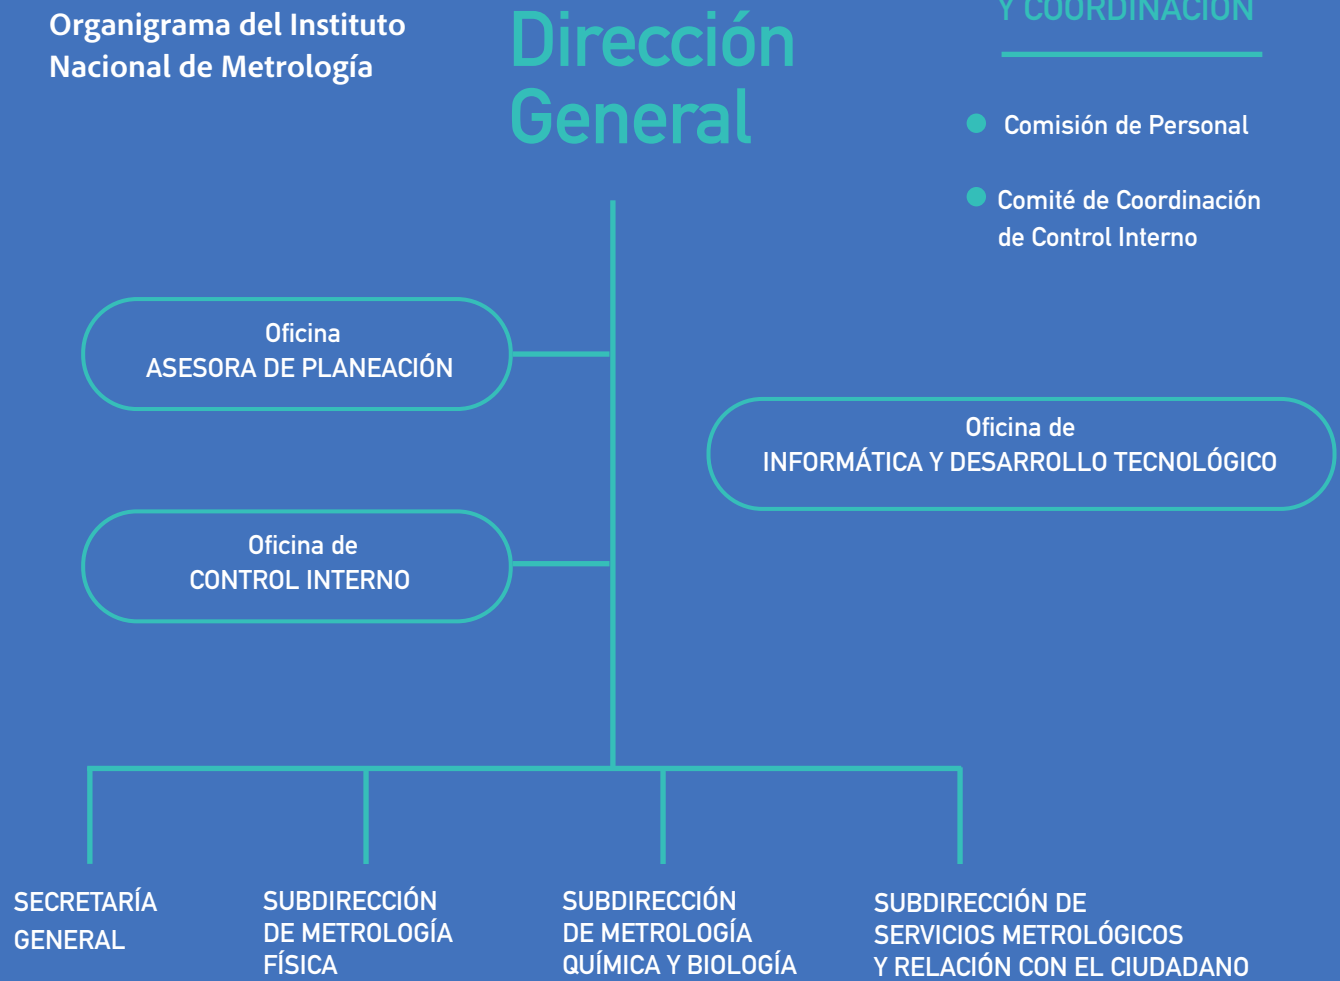 Organigrama del Instituto
Nacional de Metrología
Dirección
General
Y COORDINACIÓN
Comisión de Personal
Comité de Coordinación
de Control Interno
Oficina
ASESORA DE PLANEACIÓN
Oficina de
INFORMÁTICA Y DESARROLLO TECNOLÓGICO
Oficina de
CONTROL INTERNO
SECRETARÍA
GENERAL
SUBDIRECCIÓN
DE METROLOGÍA
FÍSICA
SUBDIRECCIÓN
DE METROLOGÍA
QUÍMICA Y BIOLOGÍA
SUBDIRECCIÓN DE
SERVICIOS METROLÓGICOS
Y RELACIÓN CON EL CIUDADANO